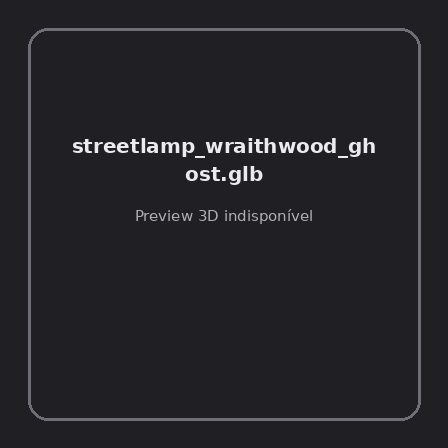 streetlamp_wraithwood_gh
ost.glb
Preview 3D indisponível